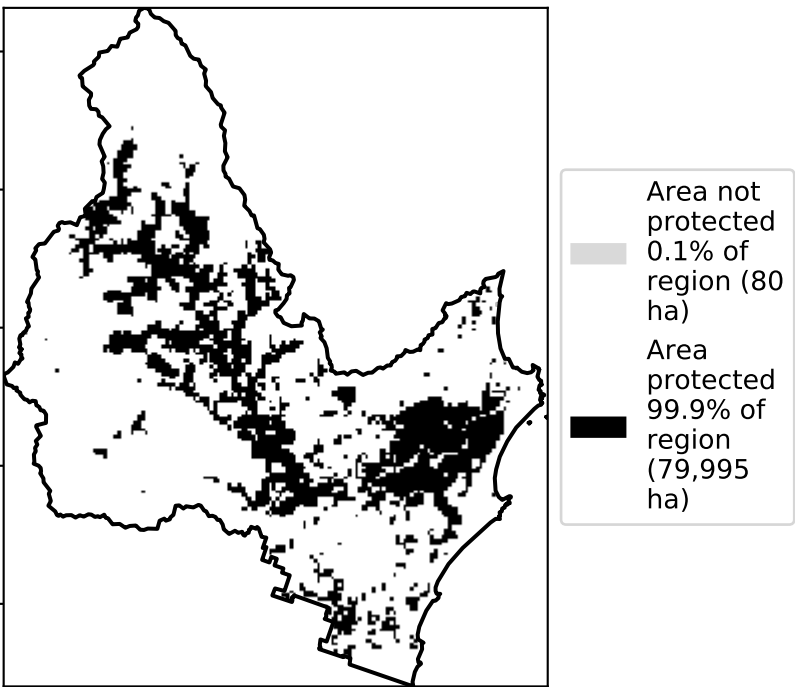 Area not
protected
0.1% of
region (80
ha)
Area
protected
99.9% of
region
(79,995
ha)